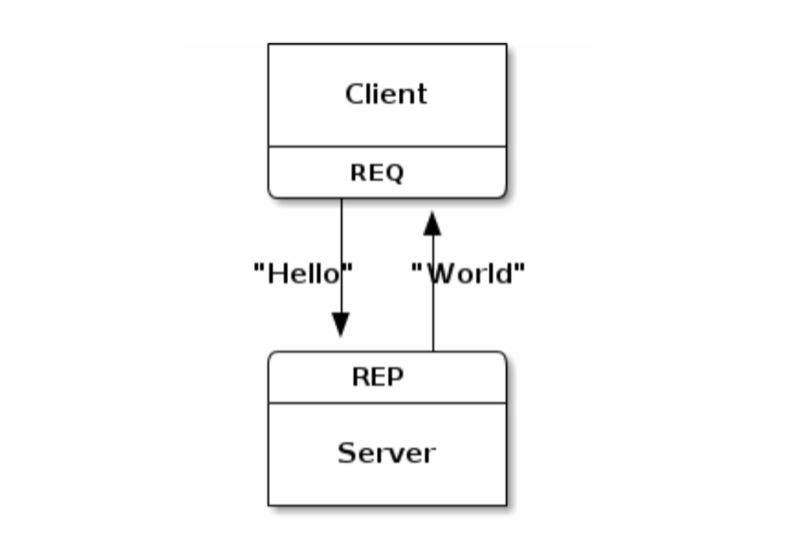 Client
REQ
"Hello" "World"
REP
Server